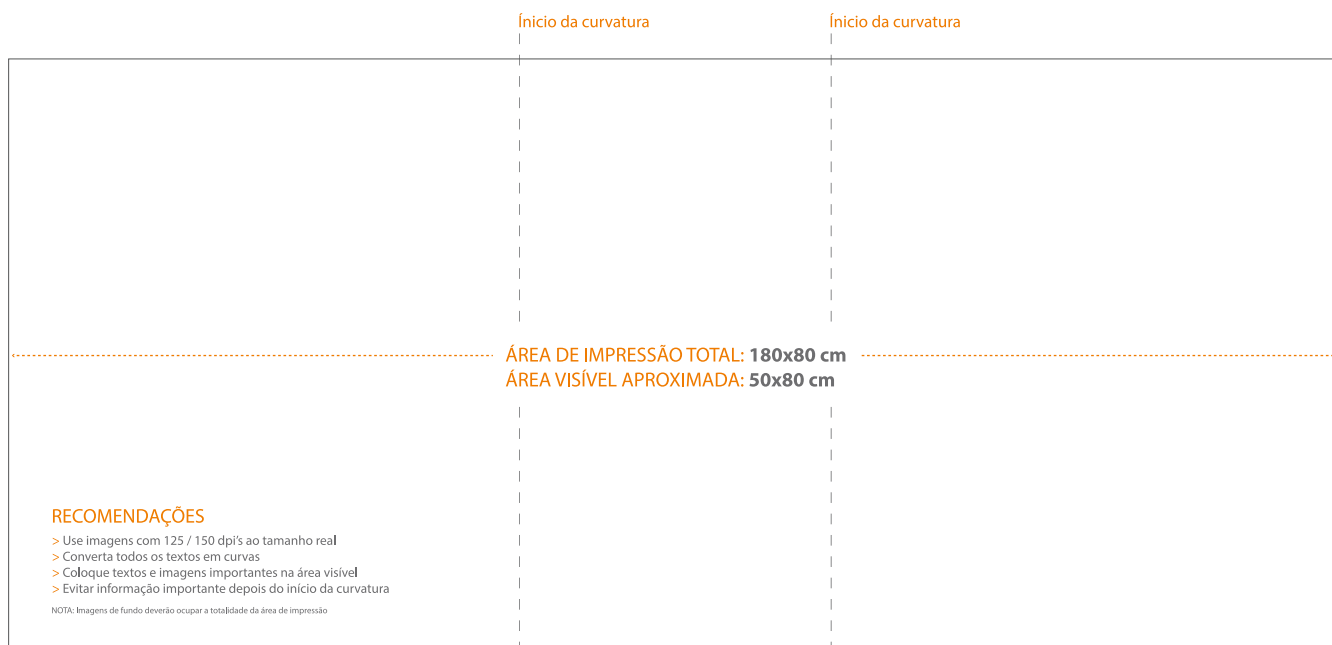 Ínicio da curvatura
Ínicio da curvatura
ÁREA DE IMPRESSÃO TOTAL: 180x80 cm
ÁREA VISÍVEL APROXIMADA: 50x80 cm
RECOMENDAÇÕES
> Use imagens com 125 / 150 dpi's ao tamanho real
> Converta todos os textos em curvas
> Coloque textos e imagens importantes na área visível
> Evitar informação importante depois do início da curvatura
NOTA: Imagens de fundo deverão ocupar a totalidade da área de impressão